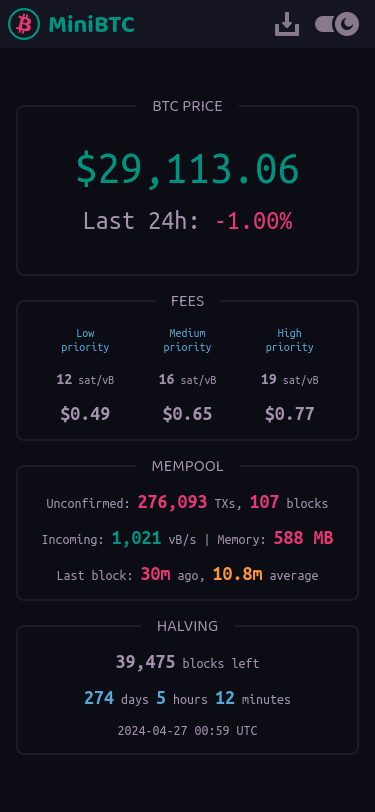 MiniBTC
BTC PRICE
$29,113.06
Last 24h: -1.00%
FEES
Low priority
Medium priority
High priority
12 sat/vB
16 sat/vB
19 sat/vB
$0.49
$0.65
$0.77
MEMPOOL
Unconfirmed: 276,093 TXs, 107 blocks
Incoming: 1,021 vB/s | Memory: 588 MB
Last block: 30m ago, 10.8m average
HALVING
39,475 blocks left
274 days 5 hours 12 minutes
2024-04-27 00:59 UTC